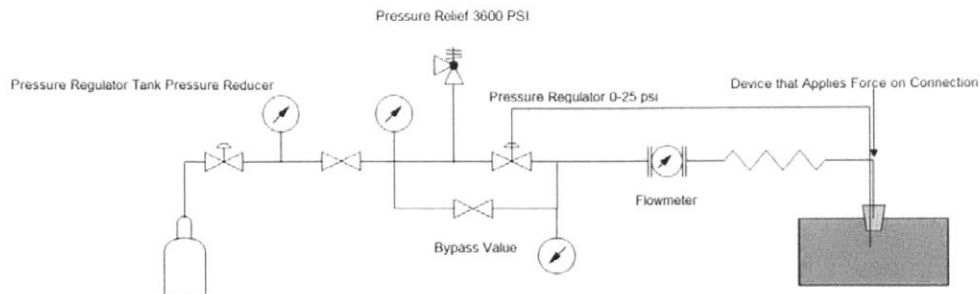 Pressure Relief 3600 PSI
Pressure Regulator Tank Pressure Reducer
Device that Applies Force on Connection
Pressure Regulator 0-25 psi
Flowmeter
Bypass Value